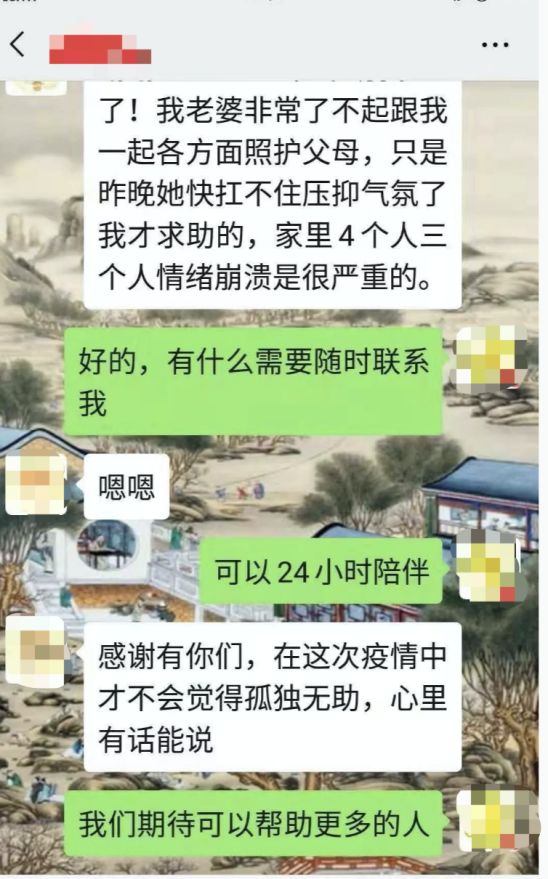 了！我老婆非常了不起跟我
一起各方面照护父母，只是
昨晚她快扛不住压抑气氛了
我才求助的，家里4个人三
个人情绪崩溃是很严重的。
好的，有什么需要随时联系
我
嗯嗯
可以24小时陪伴
感谢有你们，在这次疫情中
才不会觉得孤独无助，心里
有话能说
我们期待可以帮助更多的人